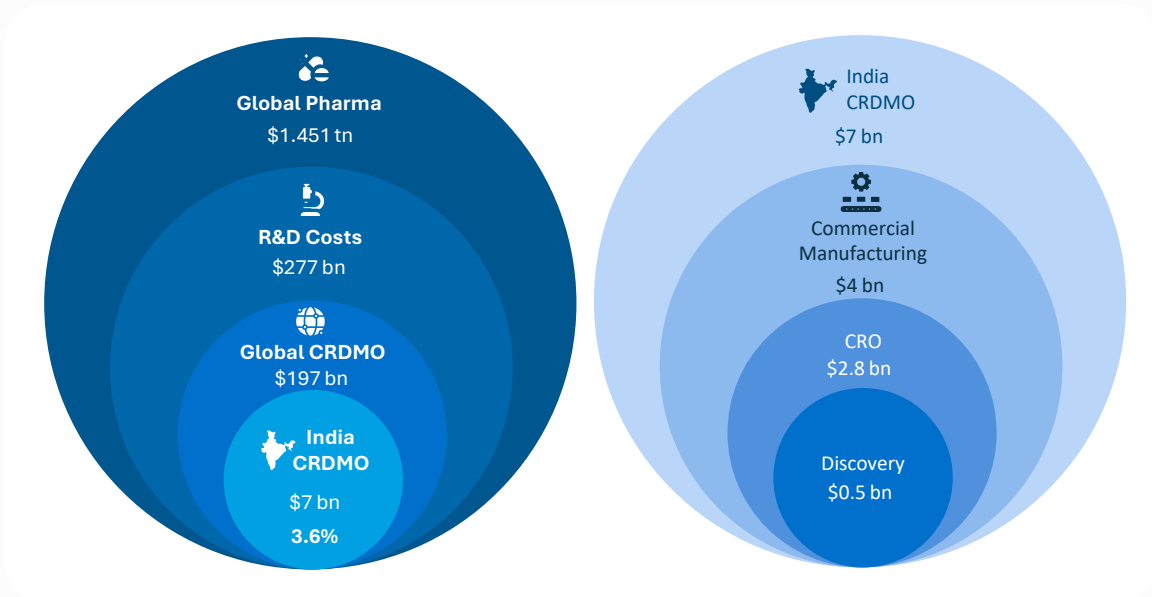 Global Pharma
$1.451 tn
R&D Costs
$277 bn
Global CRDMO
$197 bn
India
CRDMO
$7 bn
3.6%
India
CRDMO
$7 bn
Commercial
Manufacturing
$4 bn
CRO
$2.8 bn
Discovery
$0.5 bn